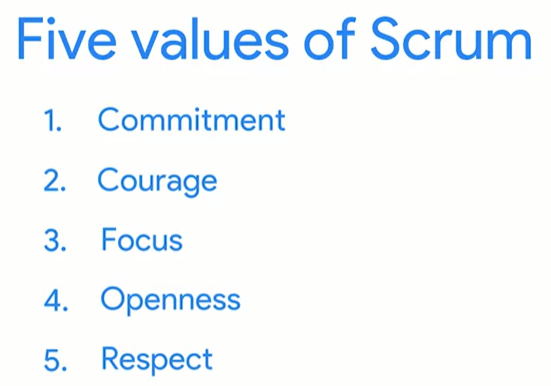 Five values of Scrum
1. Commitment
2. Courage
3. Focus
4. Openness
5. Respect